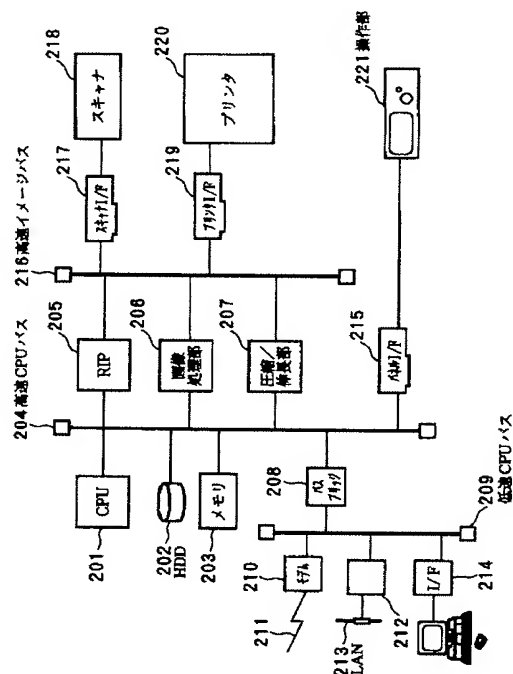 218
スキャナ
220
プリンタ
221 操作部
217
スキャナI/F
219
プリンタI/F
216 高速イメージバス
205
RIP
206
画像
処理部
207
圧縮/
伸長部
215
パネルI/F
204 高速CPUバス
CPU
201
202
HDD
メモリ
203
208
バス
ブリッジ
209
低速CPUバス
210
モデム
211
212
213
LAN
I/F
214